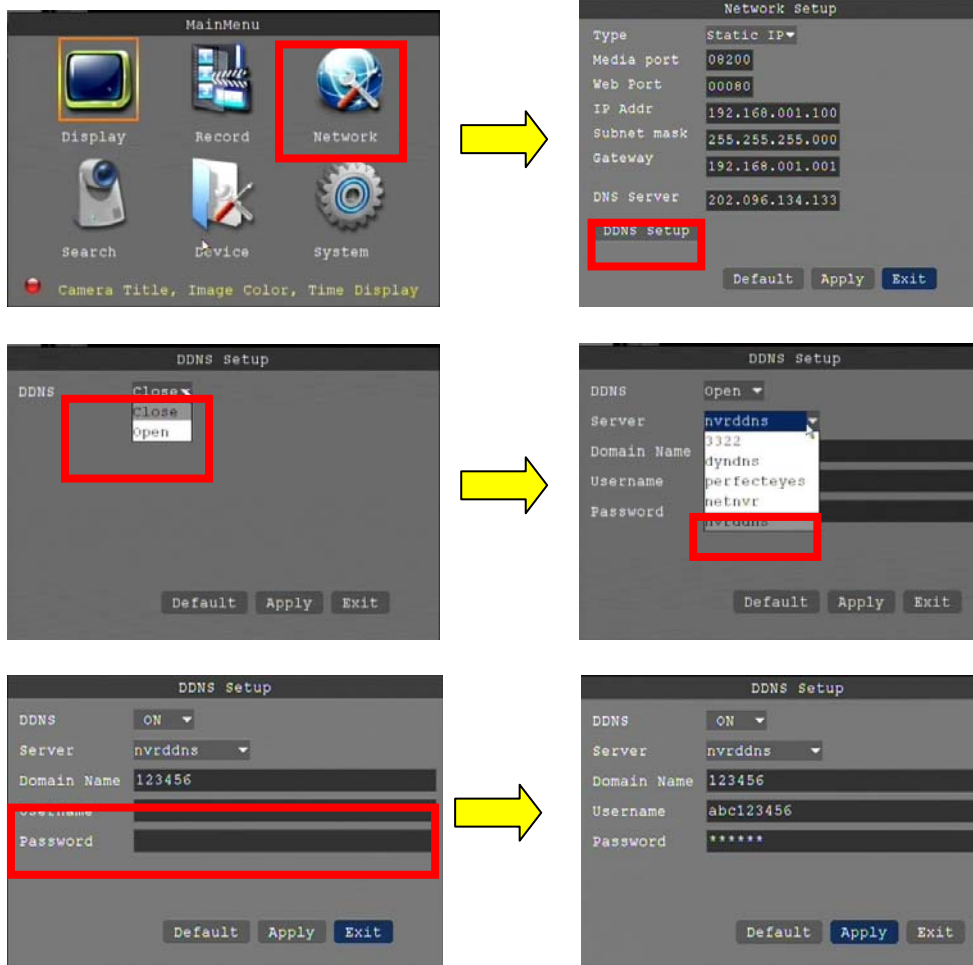 MainMenu
Display Record Network
Search Device System
Camera Title, Image Color, Time Display
Network Setup
Type Static IP
Media port 08200
Web Port 00080
IP Addr 192.168.001.100
Subnet mask 255.255.255.000
Gateway 192.168.001.001
DNS Server 202.096.134.133
DDNS Setup
Default Apply Exit
DDNS Setup
DDNS Close
Close
Open
Default Apply Exit
DDNS Setup
DDNS Open
Server nvrddns
3322
Domain Name
dyndns
Username perfecteyes
netnvr
Password
nvrddns
Default Apply Exit
DDNS Setup
DDNS ON
Server nvrddns
Domain Name 123456
Username
Password
Default Apply Exit
DDNS Setup
DDNS ON
Server nvrddns
Domain Name 123456
Username abc123456
Password ******
Default Apply Exit